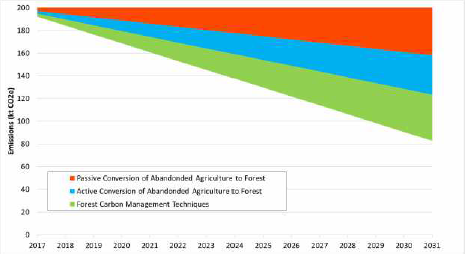 200
180
160
140
120
100
80
60
40
20
0
Emissions (kt CO2e)
Passive Conversion of Abandonded Agriculture to Forest
Active Conversion of Abandonded Agriculture to Forest
Forest Carbon Management Techniques
2017 2018 2019 2020 2021 2022 2023 2024 2025 2026 2027 2028 2029 2030 2031